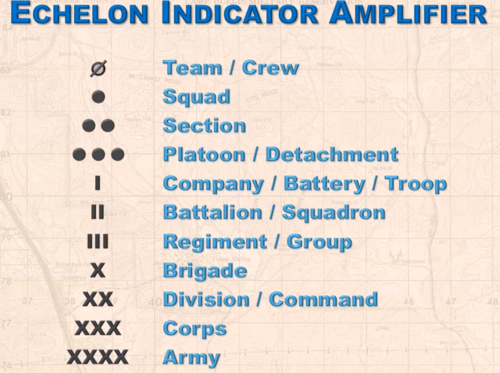 Echelon Indicator Amplifier
Ø Team / Crew
● Squad
● ● Section
● ● ● Platoon / Detachment
I Company / Battery / Troop
II Battalion / Squadron
III Regiment / Group
X Brigade
XX Division / Command
XXX Corps
XXXX Army